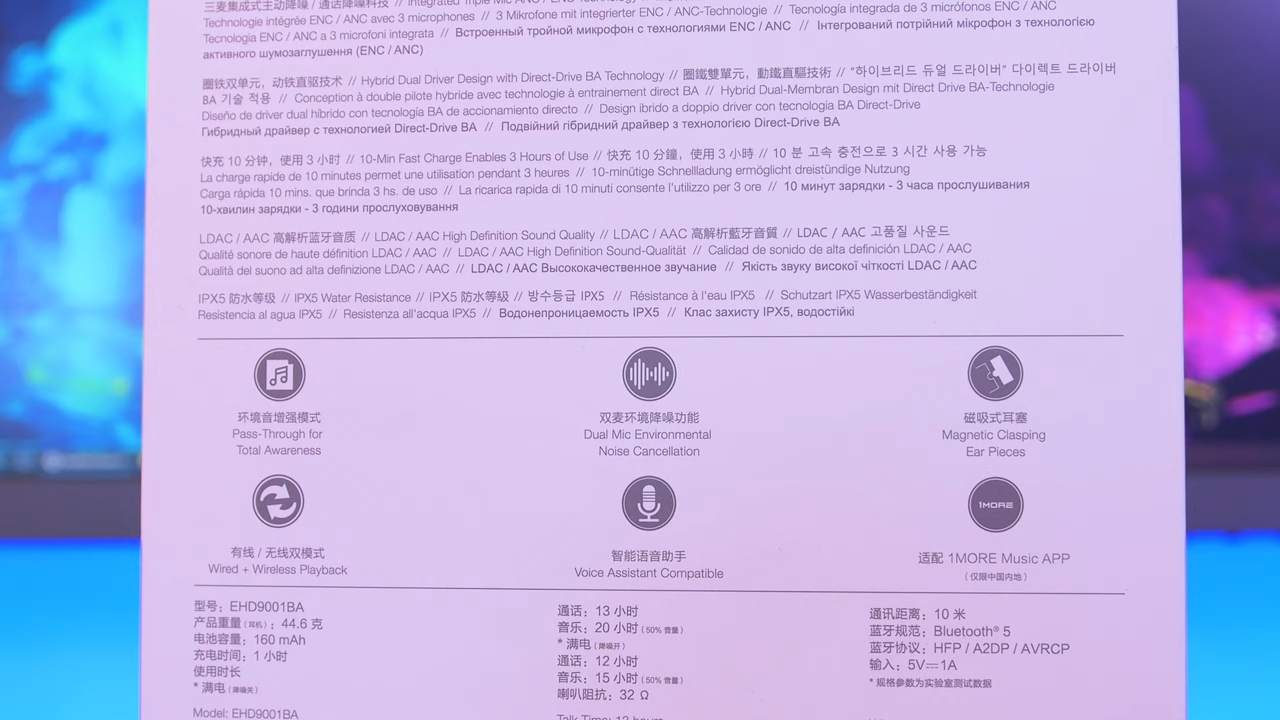 三麦集成式主动降噪 / 通话降噪科技 // Integrated Triple Mic ANC / ENC Technology
Technologie intégrée ENC / ANC avec 3 microphones // 3 Mikrofone mit integrierter ENC / ANC-Technologie // Tecnología integrada de 3 micrófonos ENC / ANC
Tecnologia ENC / ANC a 3 microfoni integrata // Встроенный тройной микрофон с технологиями ENC / ANC // Інтегрований потрійний мікрофон з технологією
активного шумозаглушення (ENC / ANC)
圈铁双单元，动铁直驱技术 // Hybrid Dual Driver Design with Direct-Drive BA Technology // 圈鐵雙單元，動鐵直驅技術 // "하이브리드 듀얼 드라이버" 다이렉트 드라이버
BA 기술 적용 // Conception à double pilote hybride avec technologie à entrainement direct BA // Hybrid Dual-Membran Design mit Direct Drive BA-Technologie
Diseño de driver dual híbrido con tecnología BA de accionamiento directo // Design ibrido a doppio driver con tecnologia BA Direct-Drive
Гибридный драйвер с технологией Direct-Drive BA // Подвійний гібридний драйвер з технологією Direct-Drive BA
快充 10 分钟，使用 3 小时 // 10-Min Fast Charge Enables 3 Hours of Use // 快充 10 分鐘，使用 3 小時 // 10 분 고속 충전으로 3 시간 사용 가능
La charge rapide de 10 minutes permet une utilisation pendant 3 heures // 10-minütige Schnellladung ermöglicht dreistündige Nutzung
Carga rápida 10 mins. que brinda 3 hs. de uso // La ricarica rapida di 10 minuti consente l'utilizzo per 3 ore // 10 минут зарядки - 3 часа прослушивания
10-хвилин зарядки - 3 години прослуховування
LDAC / AAC 高解析蓝牙音质 // LDAC / AAC High Definition Sound Quality // LDAC / AAC 高解析藍牙音質 // LDAC / AAC 고품질 사운드
Qualité sonore de haute définition LDAC / AAC // LDAC / AAC High Definition Sound-Qualität // Calidad de sonido de alta definición LDAC / AAC
Qualità del suono ad alta definizione LDAC / AAC // LDAC / AAC Высококачественное звучание // Якість звуку високої чіткості LDAC / AAC
IPX5 防水等级 // IPX5 Water Resistance // IPX5 防水等級 // 방수등급 IPX5 // Résistance à l'eau IPX5 // Schutzart IPX5 Wasserbeständigkeit
Resistencia al agua IPX5 // Resistenza all'acqua IPX5 // Водонепроницаемость IPX5 // Клас захисту IPX5, водостійкі
环境音增强模式
Pass-Through for
Total Awareness
双麦环境降噪功能
Dual Mic Environmental
Noise Cancellation
磁吸式耳塞
Magnetic Clasping
Ear Pieces
有线 / 无线双模式
Wired + Wireless Playback
智能语音助手
Voice Assistant Compatible
1MORE
适配 1MORE Music APP
（仅限中国内地）
型号：EHD9001BA
产品重量（耳机）：44.6 克
电池容量：160 mAh
充电时间：1 小时
使用时长
* 满电（降噪关）
Model: EHD9001BA
通话：13 小时
音乐：20 小时（50% 音量）
* 满电（降噪开）
通话：12 小时
音乐：15 小时（50% 音量）
喇叭阻抗：32 Ω
Talk Time: 13 hours
通讯距离：10 米
蓝牙规范：Bluetooth® 5
蓝牙协议：HFP / A2DP / AVRCP
输入：5V⎓1A
* 规格参数为实验室测试数据